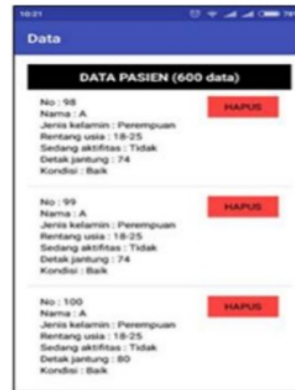 10:21
Data
DATA PASIEN (600 data)
No : 98
HAPUS
Nama : A
Jenis kelamin : Perempuan
Rentang usia : 18-25
Sedang aktifitas : Tidak
Detak jantung : 74
Kondisi : Baik
No : 99
HAPUS
Nama : A
Jenis kelamin : Perempuan
Rentang usia : 18-25
Sedang aktifitas : Tidak
Detak jantung : 74
Kondisi : Baik
No : 100
HAPUS
Nama : A
Jenis kelamin : Perempuan
Rentang usia : 18-25
Sedang aktifitas : Tidak
Detak jantung : 80
Kondisi : Baik